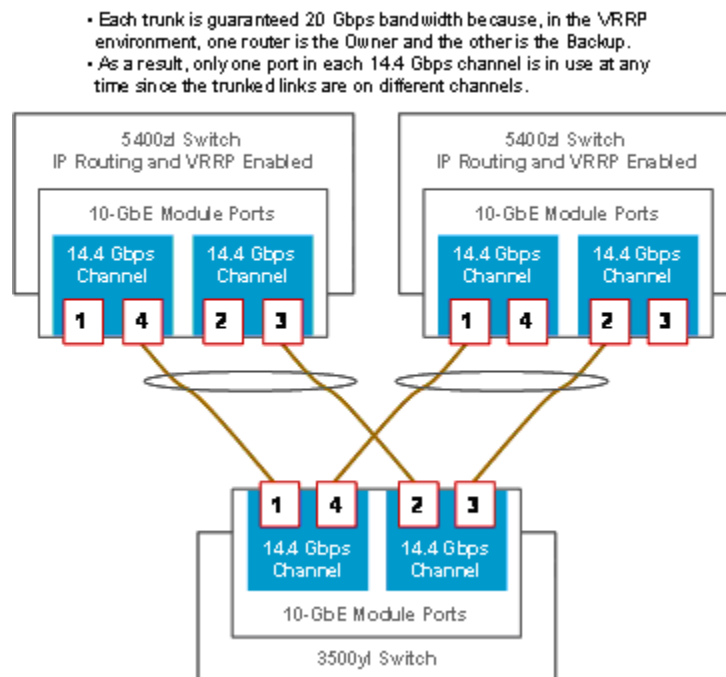 • Each trunk is guaranteed 20 Gbps bandwidth because, in the VRRP
environment, one router is the Owner and the other is the Backup.
• As a result, only one port in each 14.4 Gbps channel is in use at any
time since the trunked links are on different channels.
5400zl Switch
IP Routing and VRRP Enabled
10-GbE Module Ports
14.4 Gbps
Channel
14.4 Gbps
Channel
1
4
2
3
5400zl Switch
IP Routing and VRRP Enabled
10-GbE Module Ports
14.4 Gbps
Channel
14.4 Gbps
Channel
1
4
2
3
1
4
2
3
14.4 Gbps
Channel
14.4 Gbps
Channel
10-GbE Module Ports
3500yl Switch